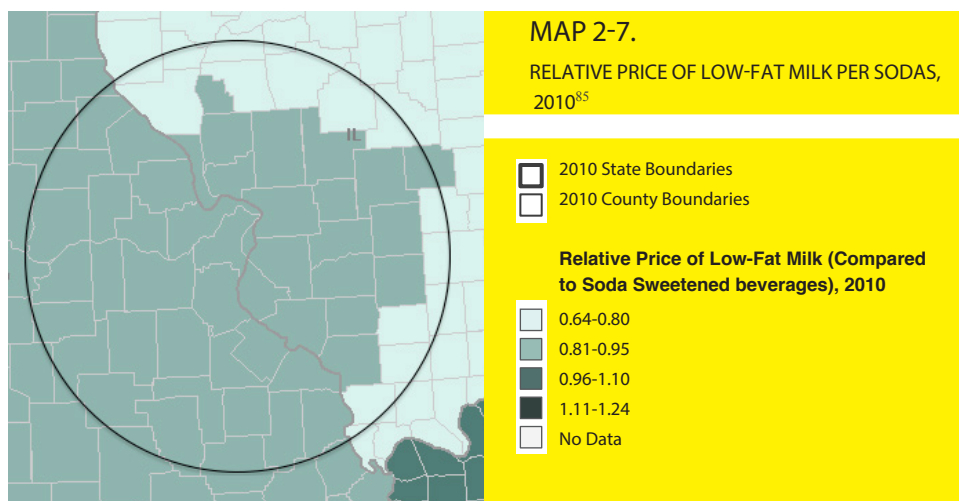 IL
MAP 2-7.
RELATIVE PRICE OF LOW-FAT MILK PER SODAS,
2010⁸⁵
2010 State Boundaries
2010 County Boundaries
Relative Price of Low-Fat Milk (Compared
to Soda Sweetened beverages), 2010
0.64-0.80
0.81-0.95
0.96-1.10
1.11-1.24
No Data